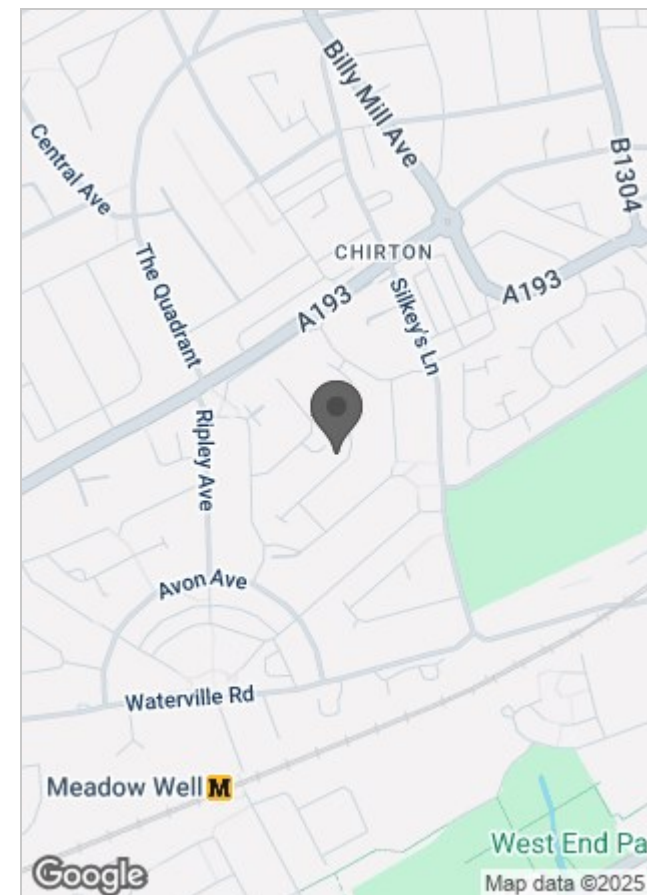 Billy Mill Ave
Central Ave
B1304
CHIRTON
The Quadrant
A193
A193
Silkey's Ln
Ripley Ave
Avon Ave
Waterville Rd
Meadow Well M
West End Pa
Google
Map data ©2025